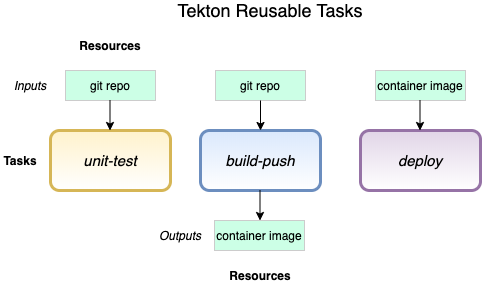 Tekton Reusable Tasks
Resources
Inputs
git repo
git repo
container image
Tasks
unit-test
build-push
deploy
Outputs
container image
Resources